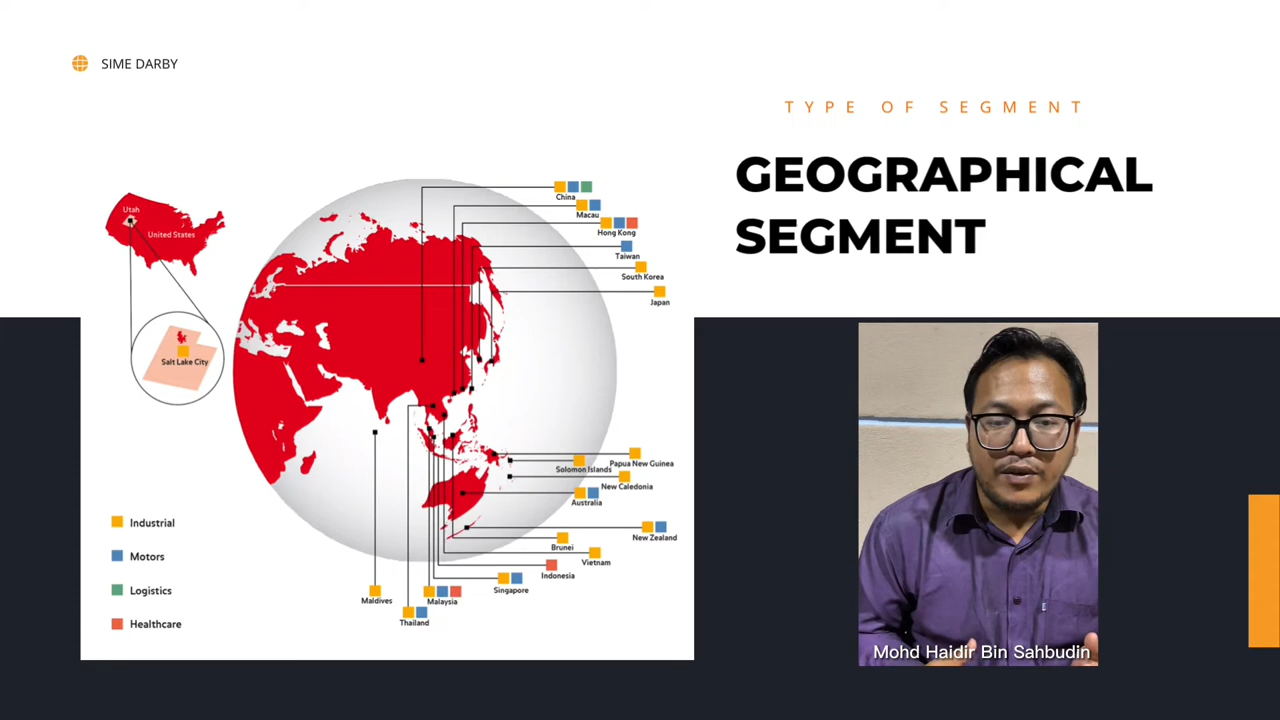 SIME DARBY
TYPE OF SEGMENT
GEOGRAPHICAL
SEGMENT
Utah
United States
Salt Lake City
China
Macau
Hong Kong
Taiwan
South Korea
Japan
Papua New Guinea
Solomon Islands
New Caledonia
Australia
New Zealand
Brunei
Vietnam
Indonesia
Singapore
Maldives
Malaysia
Thailand
Industrial
Motors
Logistics
Healthcare
Mohd Haidir Bin Sahbudin